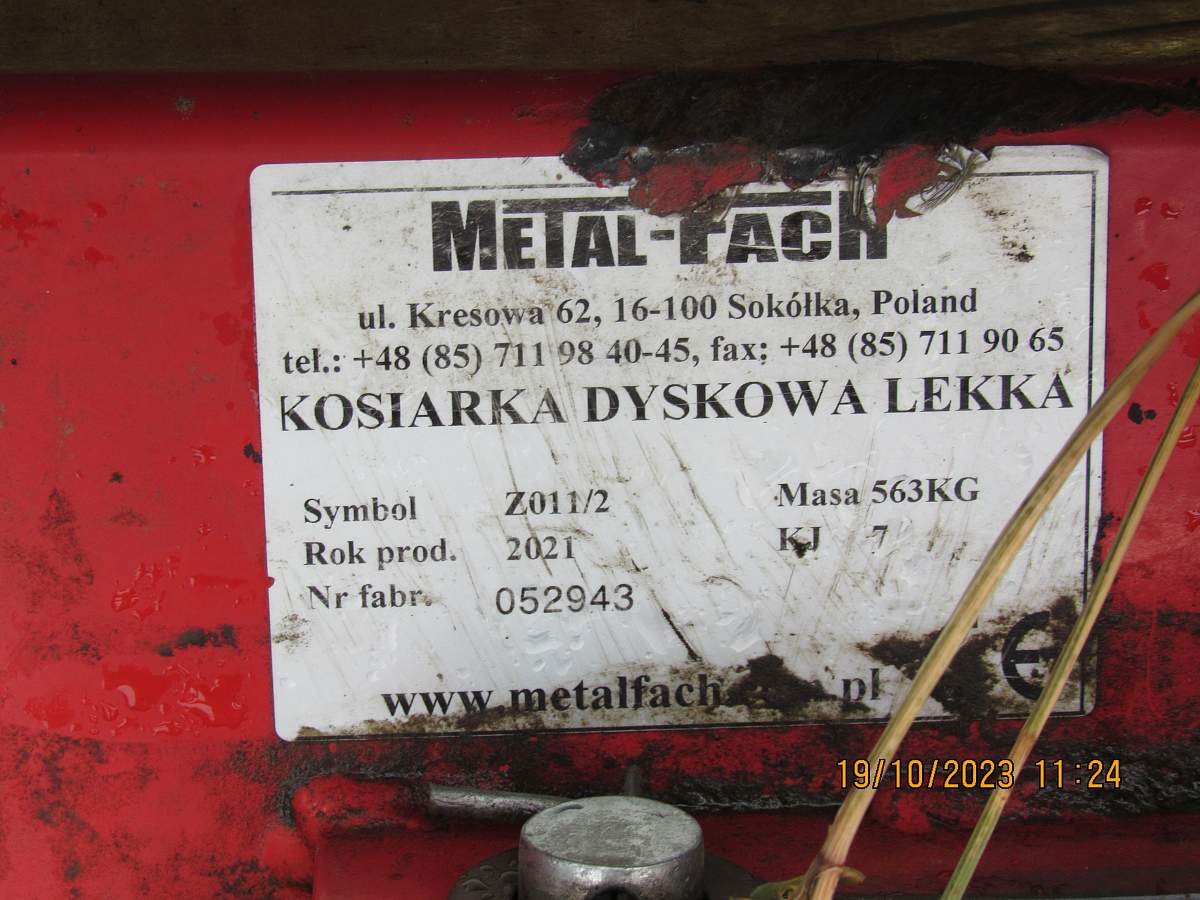 METAL-FACH
ul. Kresowa 62, 16-100 Sokółka, Poland
tel.: +48 (85) 711 98 40-45, fax: +48 (85) 711 90 65
KOSIARKA DYSKOWA LEKKA
Symbol Z011/2 Masa 563KG
Rok prod. 2021 KJ 7
Nr fabr. 052943
www.metalfach. .pl
CE
19/10/2023 11:24